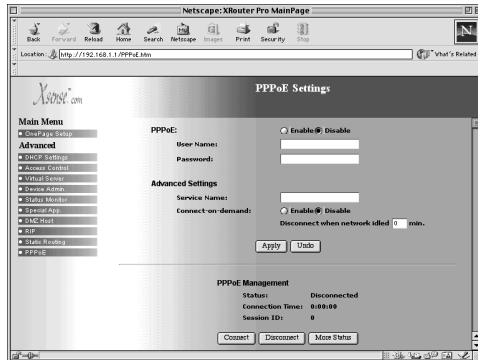 Netscape: XRouter Pro MainPage
Back Forward Reload Home Search Netscape Images Print Security Stop
N
Location: http://192.168.1.1/PPPoE.htm What's Related
Xsense.com
PPPoE Settings
Main Menu
OnePage Setup
Advanced
DHCP Settings
Access Control
Virtual Server
Device Admin.
Status Monitor
Special App.
DMZ Host
RIP
Static Routing
PPPoE
PPPoE: Enable Disable
User Name:
Password:
Advanced Settings
Service Name:
Connect-on-demand: Enable Disable
Disconnect when network idled 0 min.
Apply Undo
PPPoE Management
Status: Disconnected
Connection Time: 0:00:00
Session ID: 0
Connect Disconnect More Status